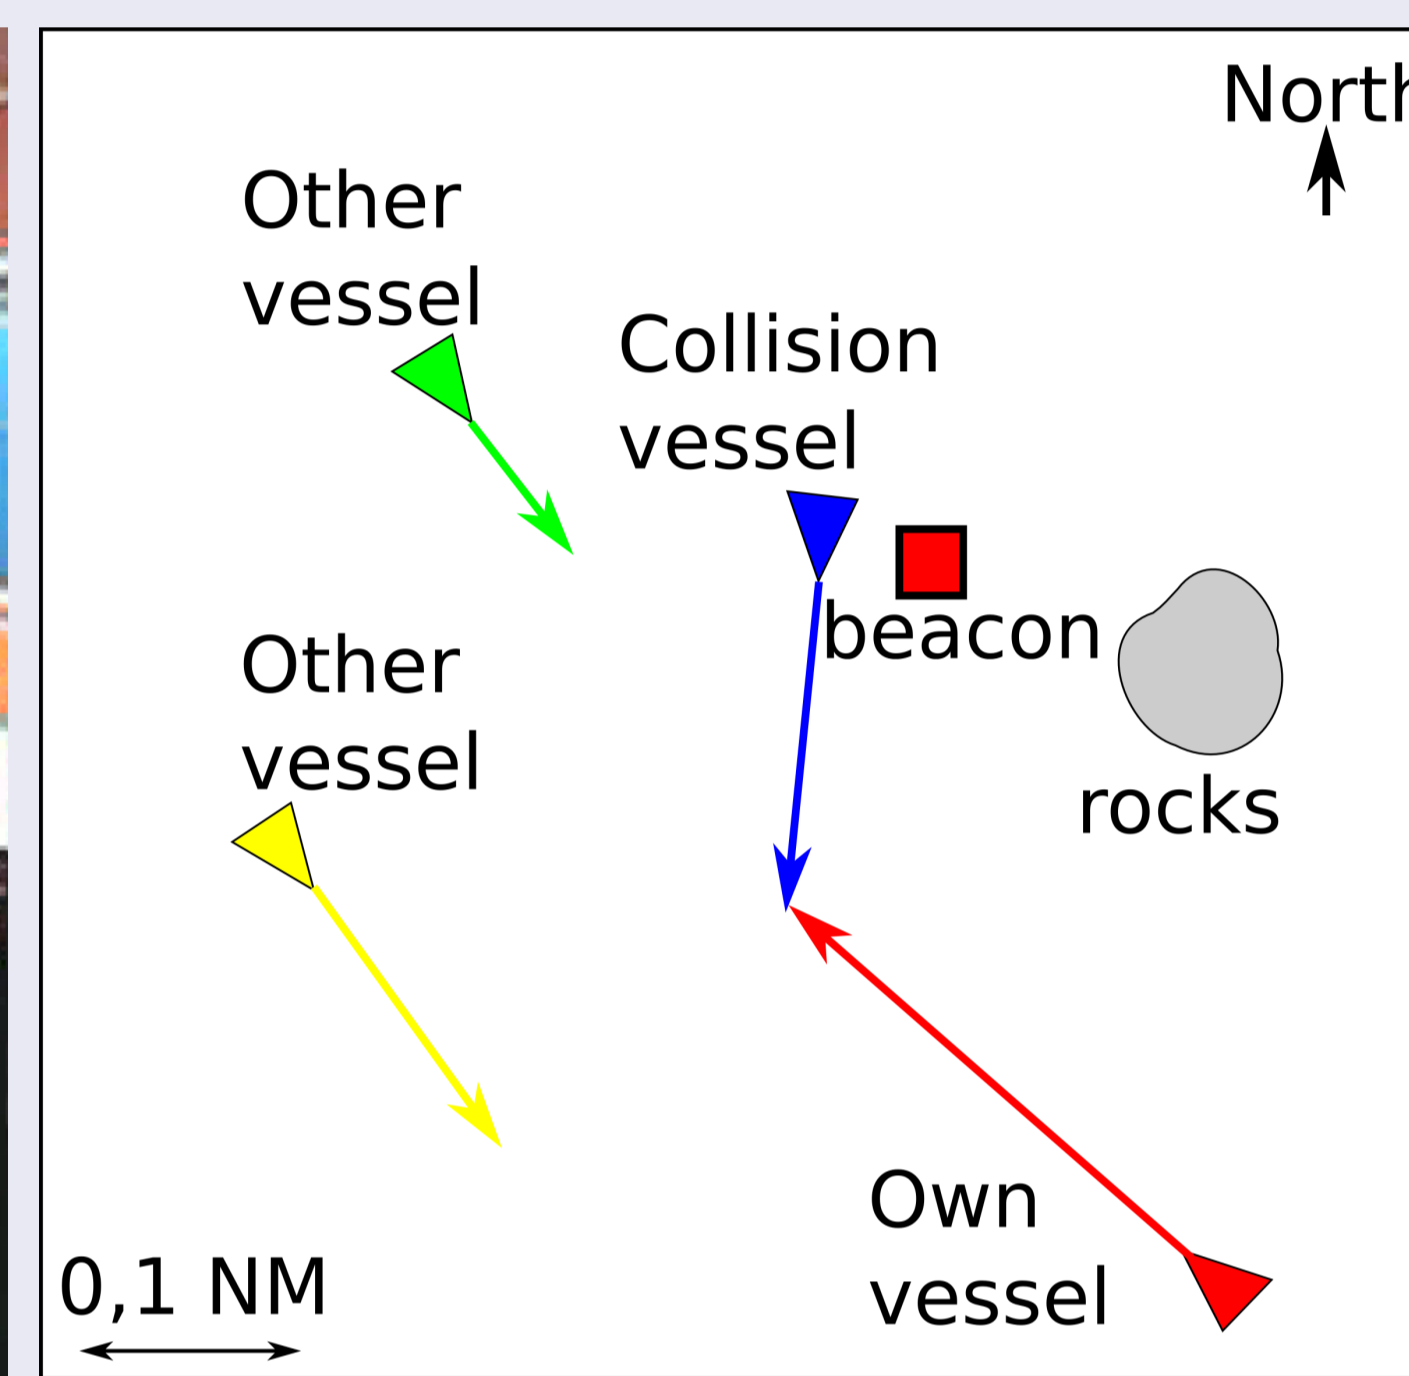 North
Other
vessel
Collision
vessel
beacon
Other
vessel
rocks
Own
vessel
0,1 NM